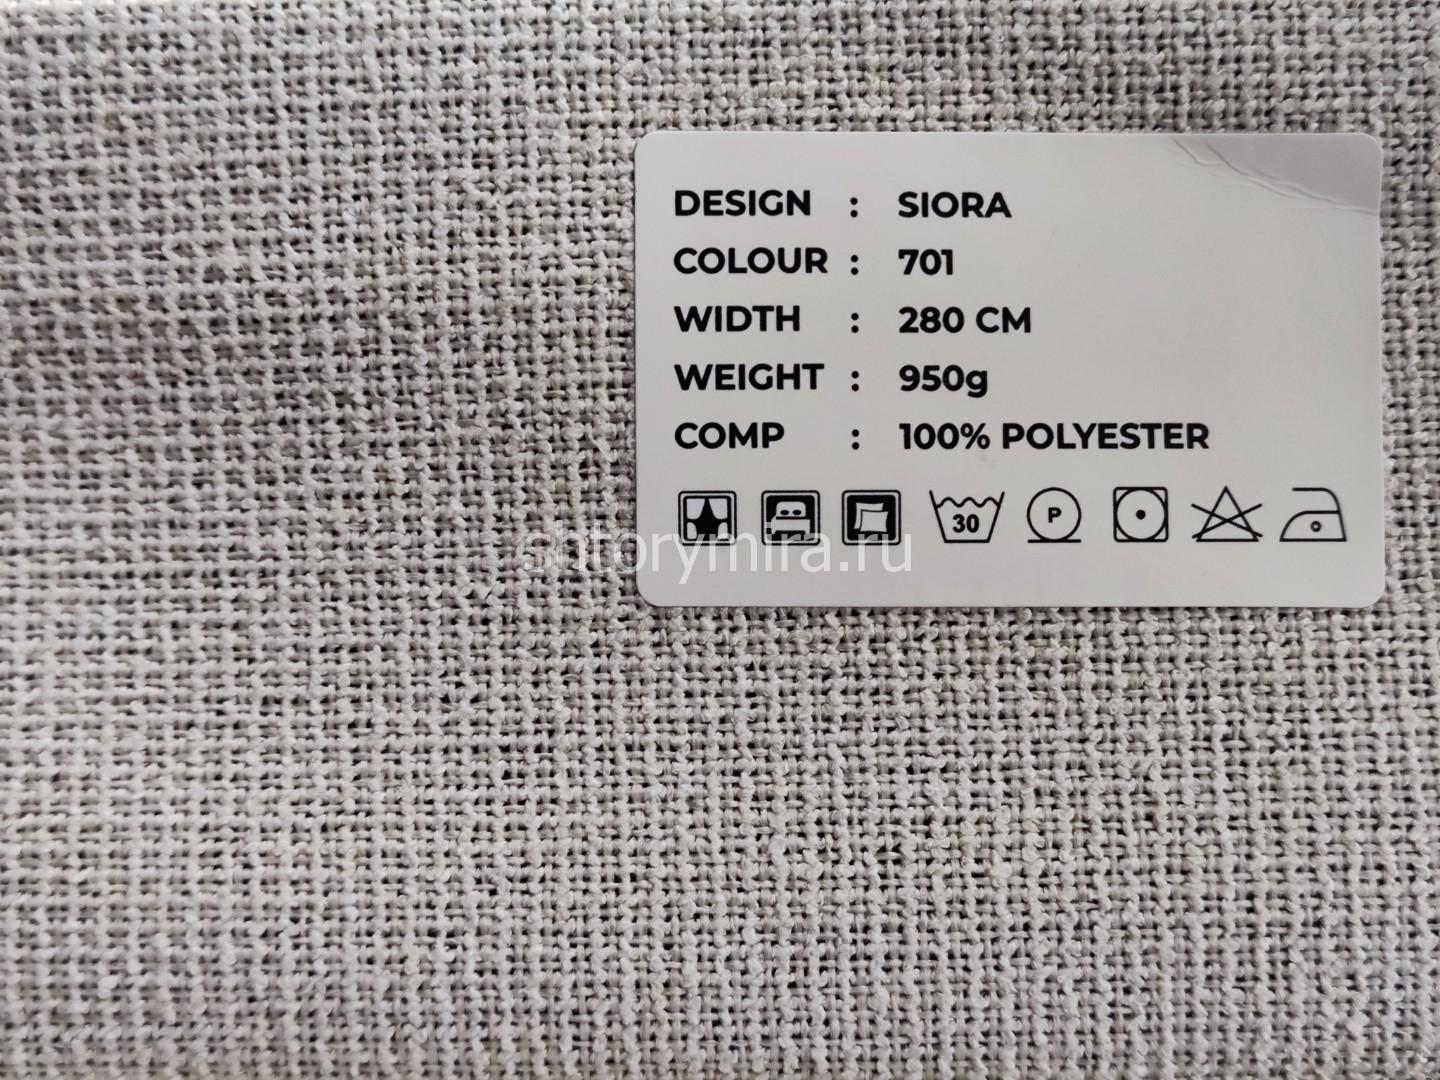 DESIGN : SIORA
COLOUR : 701
WIDTH : 280 CM
WEIGHT : 950g
COMP : 100% POLYESTER
30 P
shtorymira.ru